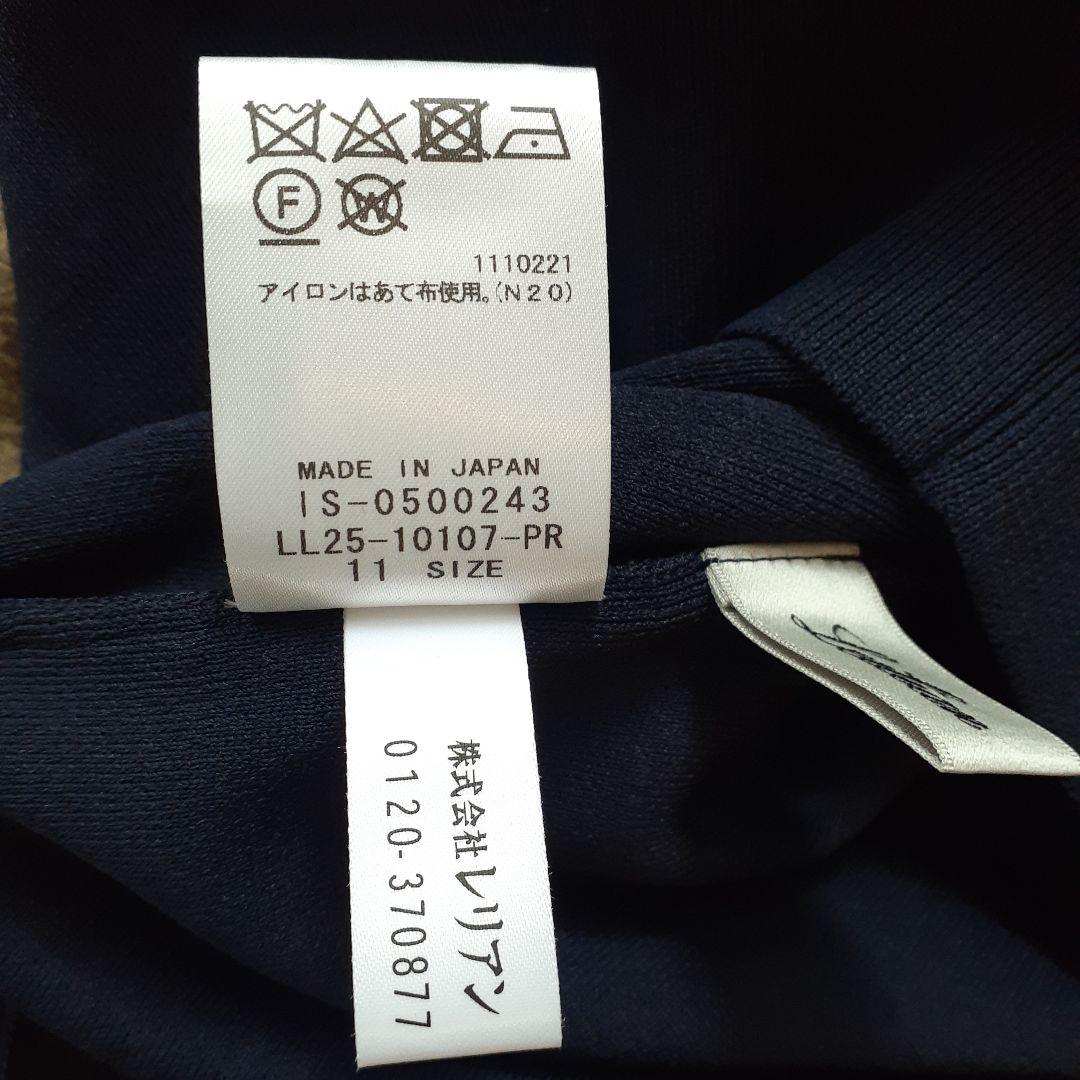 F
W
1110221
アイロンはあて布使用。(N20)
MADE IN JAPAN
IS-0500243
LL25-10107-PR
11 SIZE
株式会社レリアン
0120-370877